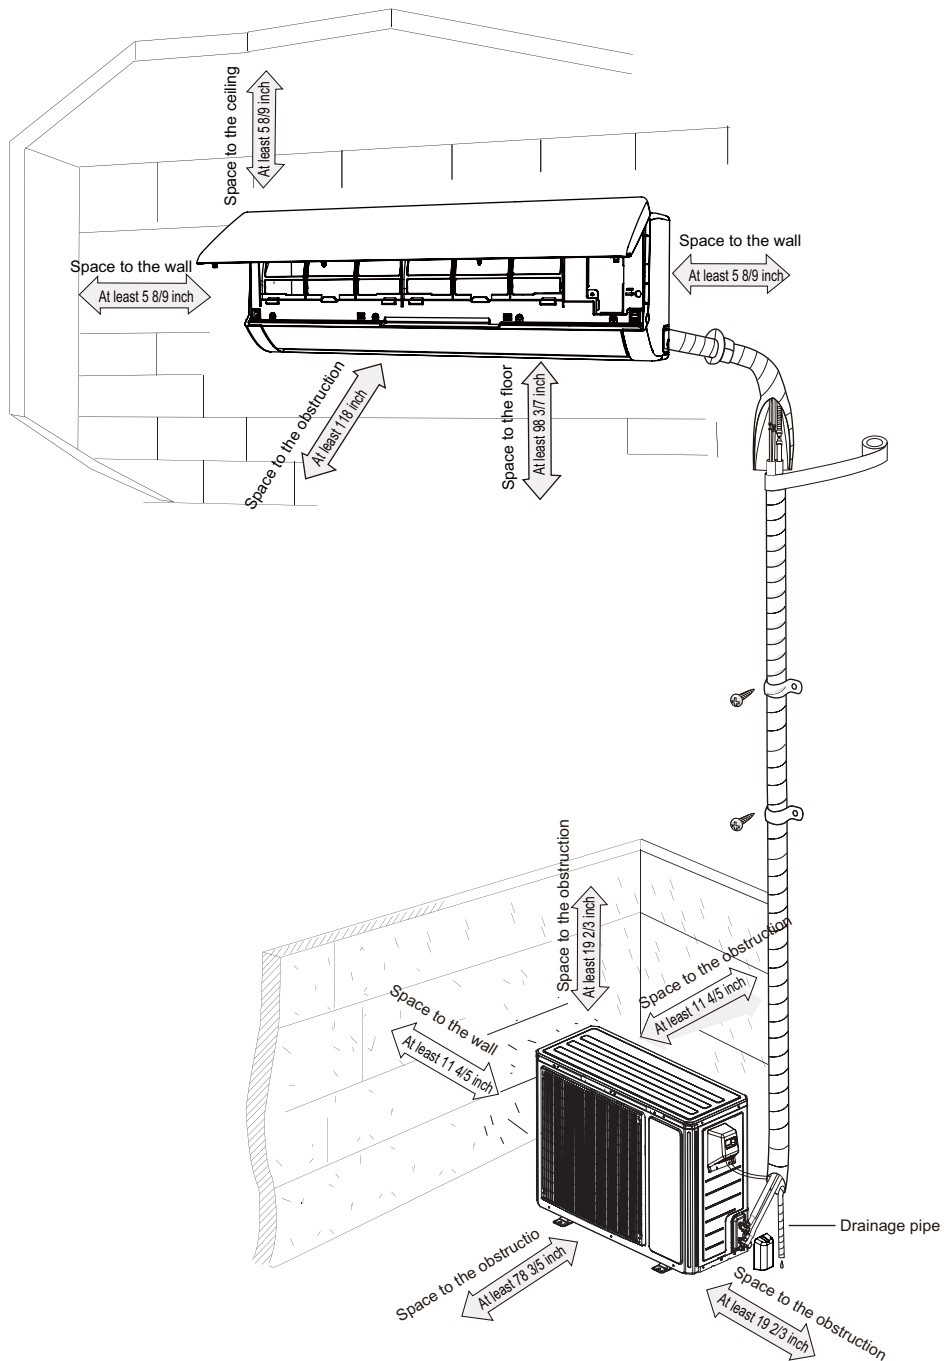 Space to the ceiling
At least 5 8/9 inch
Space to the wall
At least 5 8/9 inch
Space to the wall
At least 5 8/9 inch
Space to the obstruction
At least 118 inch
Space to the floor
At least 98 3/7 inch
Space to the obstruction
At least 19 2/3 inch
Space to the obstruction
At least 11 4/5 inch
Space to the wall
At least 11 4/5 inch
Drainage pipe
Space to the obstructio
At least 78 3/5 inch
Space to the obstruction
At least 19 2/3 inch